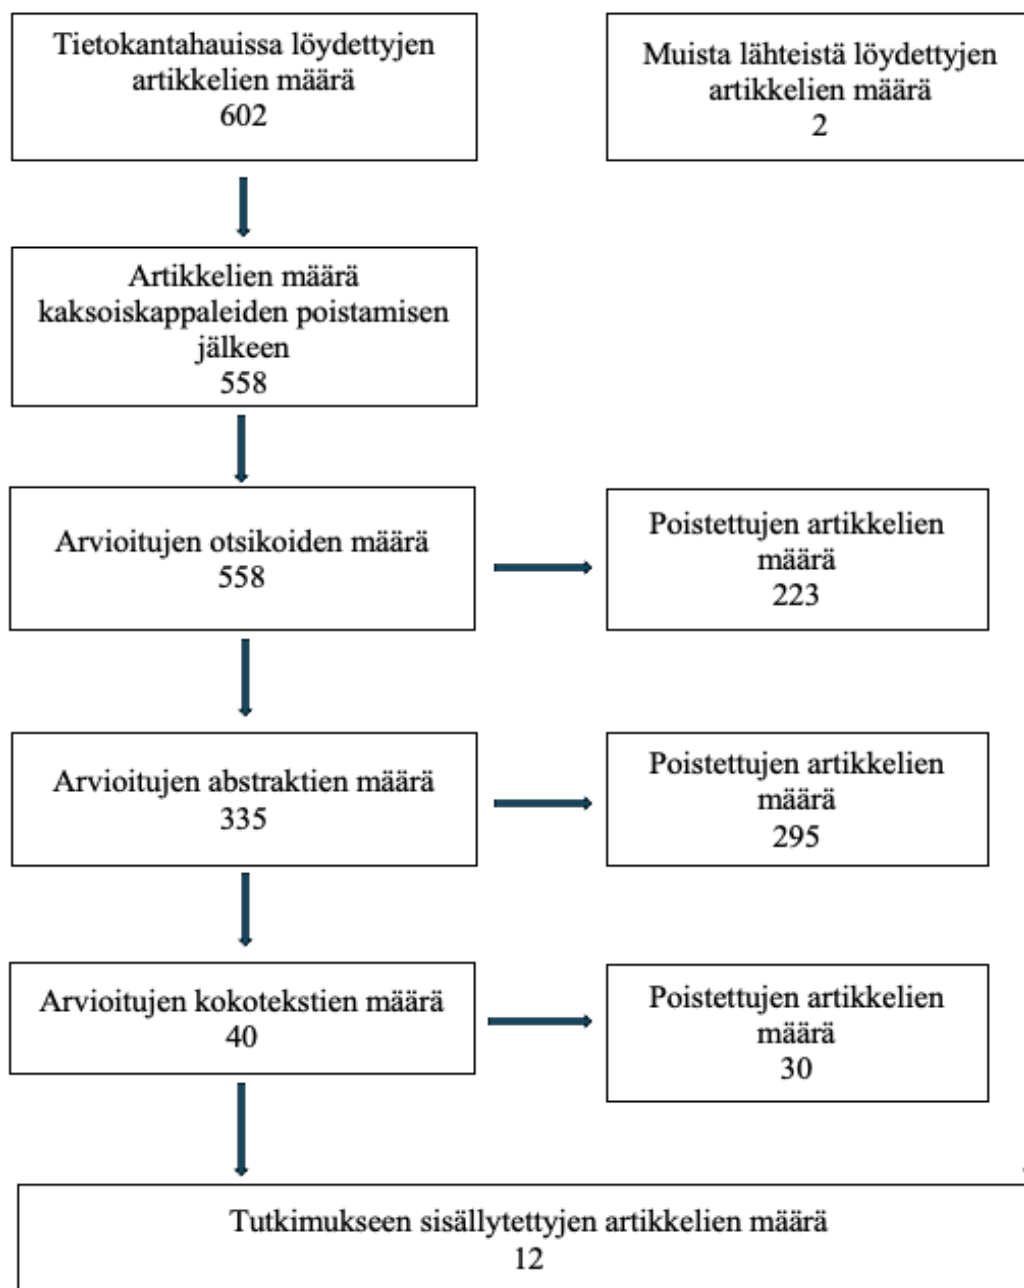 Tietokantahauissa löydettyjen
artikkelien määrä
602
Muista lähteistä löydettyjen
artikkelien määrä
2
Artikkelien määrä
kaksoiskappaleiden poistamisen
jälkeen
558
Arvioitujen otsikoiden määrä
558
Poistettujen artikkelien
määrä
223
Arvioitujen abstraktien määrä
335
Poistettujen artikkelien
määrä
295
Arvioitujen kokotekstien määrä
40
Poistettujen artikkelien
määrä
30
Tutkimukseen sisällytettyjen artikkelien määrä
12